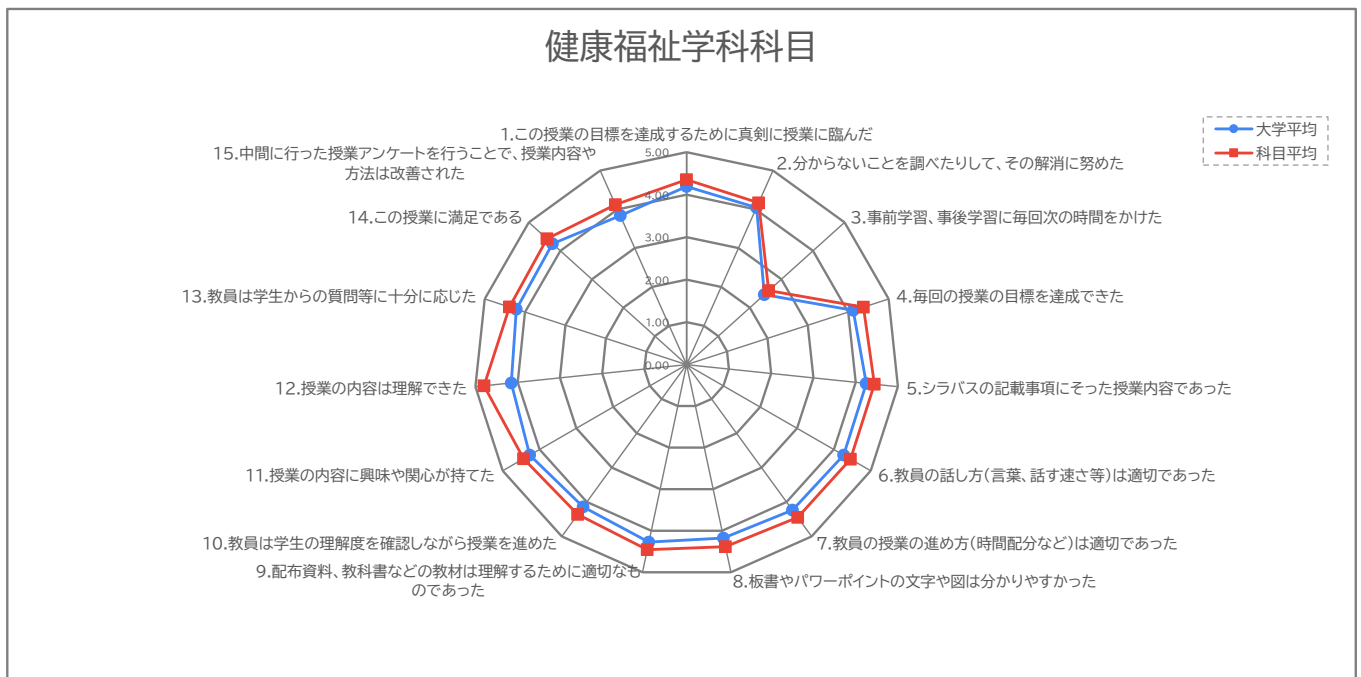 健康福祉学科科目
大学平均
科目平均
1.この授業の目標を達成するために真剣に授業に臨んだ
2.分からないことを調べたりして、その解消に努めた
3.事前学習、事後学習に毎回次の時間をかけた
4.毎回の授業の目標を達成できた
5.シラバスの記載事項にそった授業内容であった
6.教員の話し方(言葉、話す速さ等)は適切であった
7.教員の授業の進め方(時間配分など)は適切であった
8.板書やパワーポイントの文字や図は分かりやすかった
9.配布資料、教科書などの教材は理解するために適切なも
のであった
10.教員は学生の理解度を確認しながら授業を進めた
11.授業の内容に興味や関心が持てた
12.授業の内容は理解できた
13.教員は学生からの質問等に十分に応じた
14.この授業に満足である
15.中間に行った授業アンケートを行うことで、授業内容や
方法は改善された
5.00
4.00
3.00
2.00
1.00
0.00